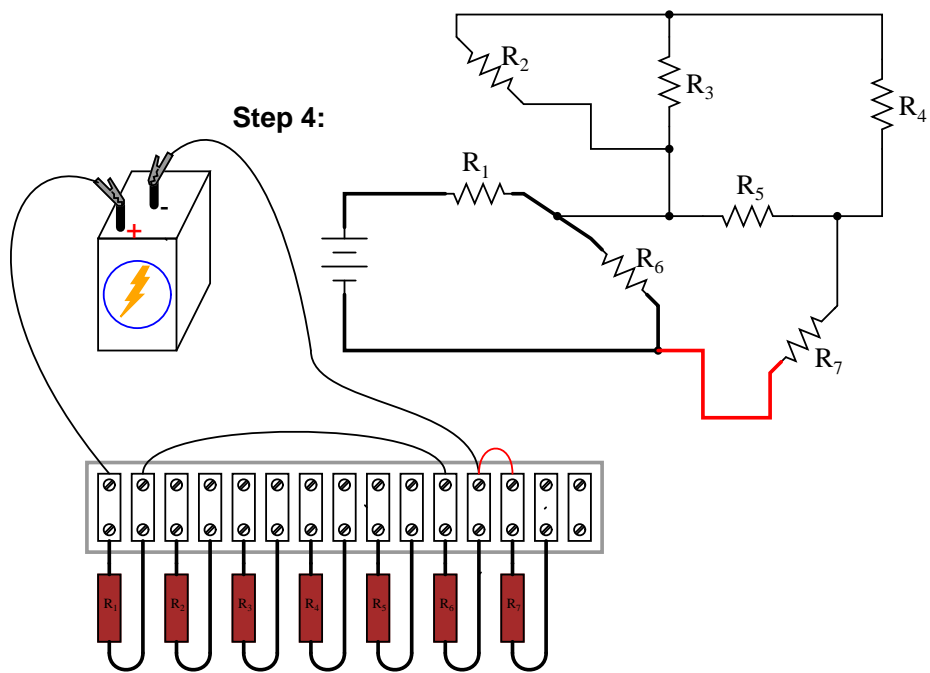 R₂
R₃
R₄
Step 4:
R₁
R₅
-
+
R₆
R₇
R₁
R₂
R₃
R₄
R₅
R₆
R₇